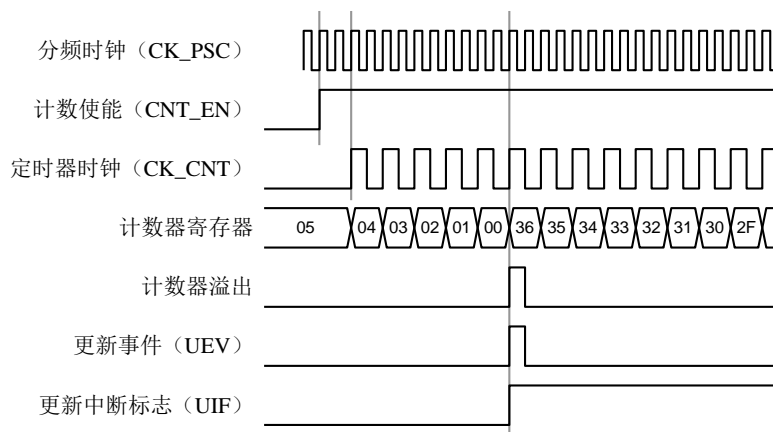 分频时钟（CK_PSC）
计数使能（CNT_EN）
定时器时钟（CK_CNT）
计数器寄存器 05 04 03 02 01 00 36 35 34 33 32 31 30 2F
计数器溢出
更新事件（UEV）
更新中断标志（UIF）